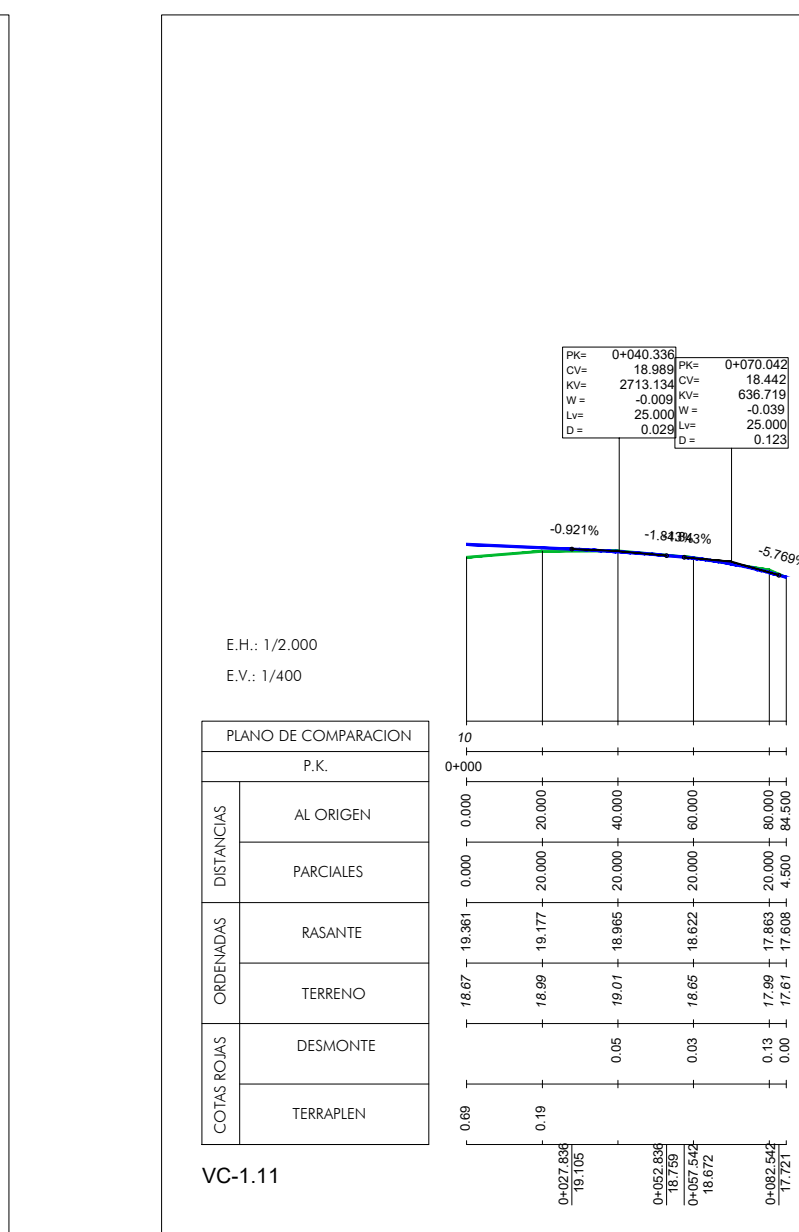 PK= 0+040.336
CV= 18.989
KV= 2713.134
W = -0.009
Lv= 25.000
D = 0.029
PK= 0+070.042
CV= 18.442
KV= 636.719
W = -0.039
Lv= 25.000
D = 0.123
-0.921%
-1.843%
-1.843%
-5.769%
E.H.: 1/2.000
E.V.: 1/400
PLANO DE COMPARACION 10
P.K. 0+000
DISTANCIAS
AL ORIGEN 0.000 20.000 40.000 60.000 80.000 84.500
PARCIALES 0.000 20.000 20.000 20.000 20.000 4.500
ORDENADAS
RASANTE 19.361 19.177 18.965 18.622 17.863 17.608
TERRENO 18.67 18.99 19.01 18.65 17.99 17.61
COTAS ROJAS
DESMONTE 0.05 0.03 0.13 0.00
TERRAPLEN 0.69 0.19
VC-1.11
0+027.836
19.105
0+052.836
18.759
0+057.542
18.672
0+082.542
17.721